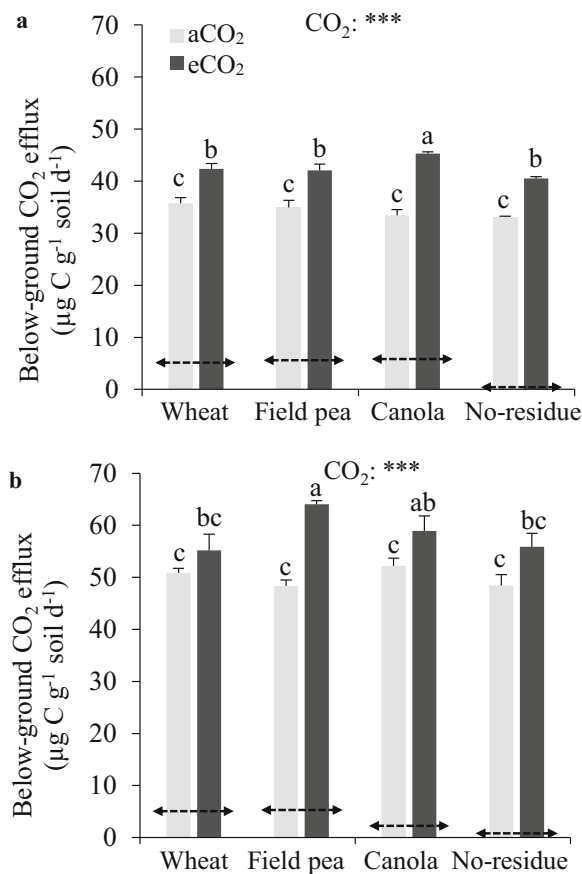 a
CO₂: ***
aCO₂
eCO₂
70
60
50
40
30
20
10
0
Below-ground CO₂ efflux
(µg C g⁻¹ soil d⁻¹)
c b c b c a c b
Wheat Field pea Canola No-residue
b
CO₂: ***
70
60
50
40
30
20
10
0
Below-ground CO₂ efflux
(µg C g⁻¹ soil d⁻¹)
c bc c a c ab c bc
Wheat Field pea Canola No-residue